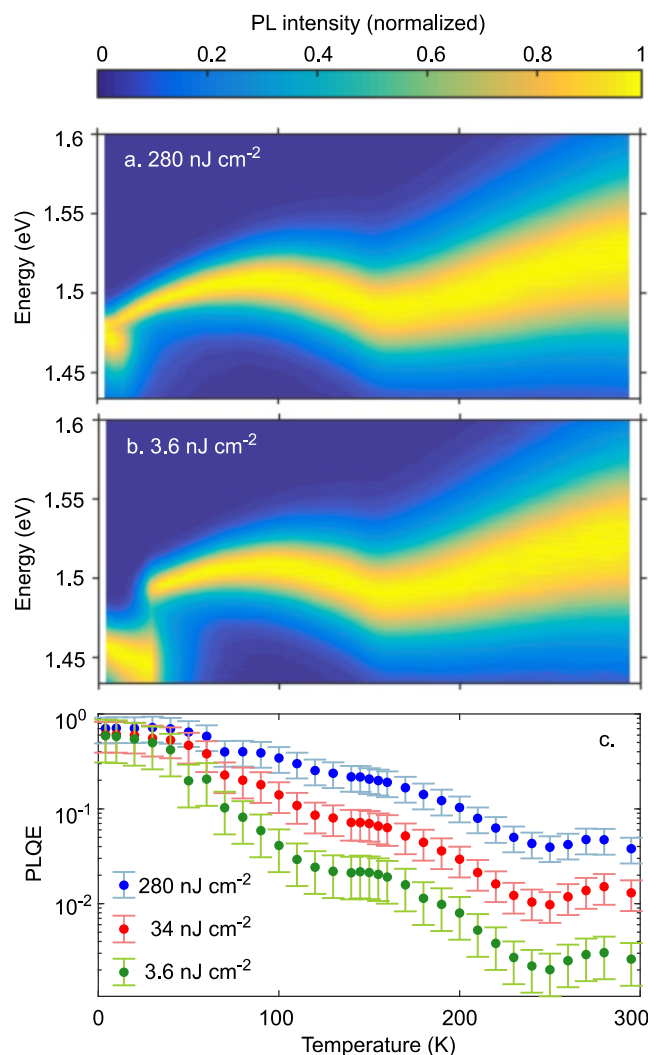 PL intensity (normalized)
0 0.2 0.4 0.6 0.8 1
1.6
a. 280 nJ cm⁻²
1.55
Energy (eV)
1.5
1.45
1.6
b. 3.6 nJ cm⁻²
1.55
Energy (eV)
1.5
1.45
10⁰
c.
10⁻¹
PLQE
280 nJ cm⁻²
10⁻²
34 nJ cm⁻²
3.6 nJ cm⁻²
0 100 200 300
Temperature (K)